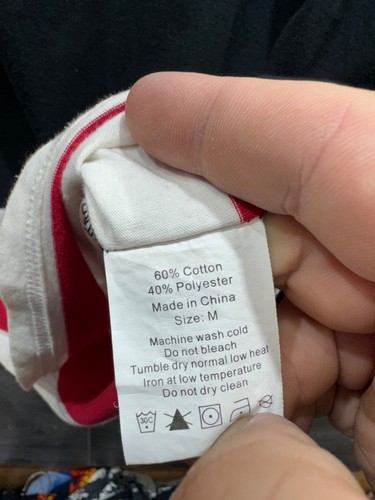 60% Cotton
40% Polyester
Made in China
Size: M
Machine wash cold
Do not bleach
Tumble dry normal low heat
Iron at low temperature
Do not dry clean
30C